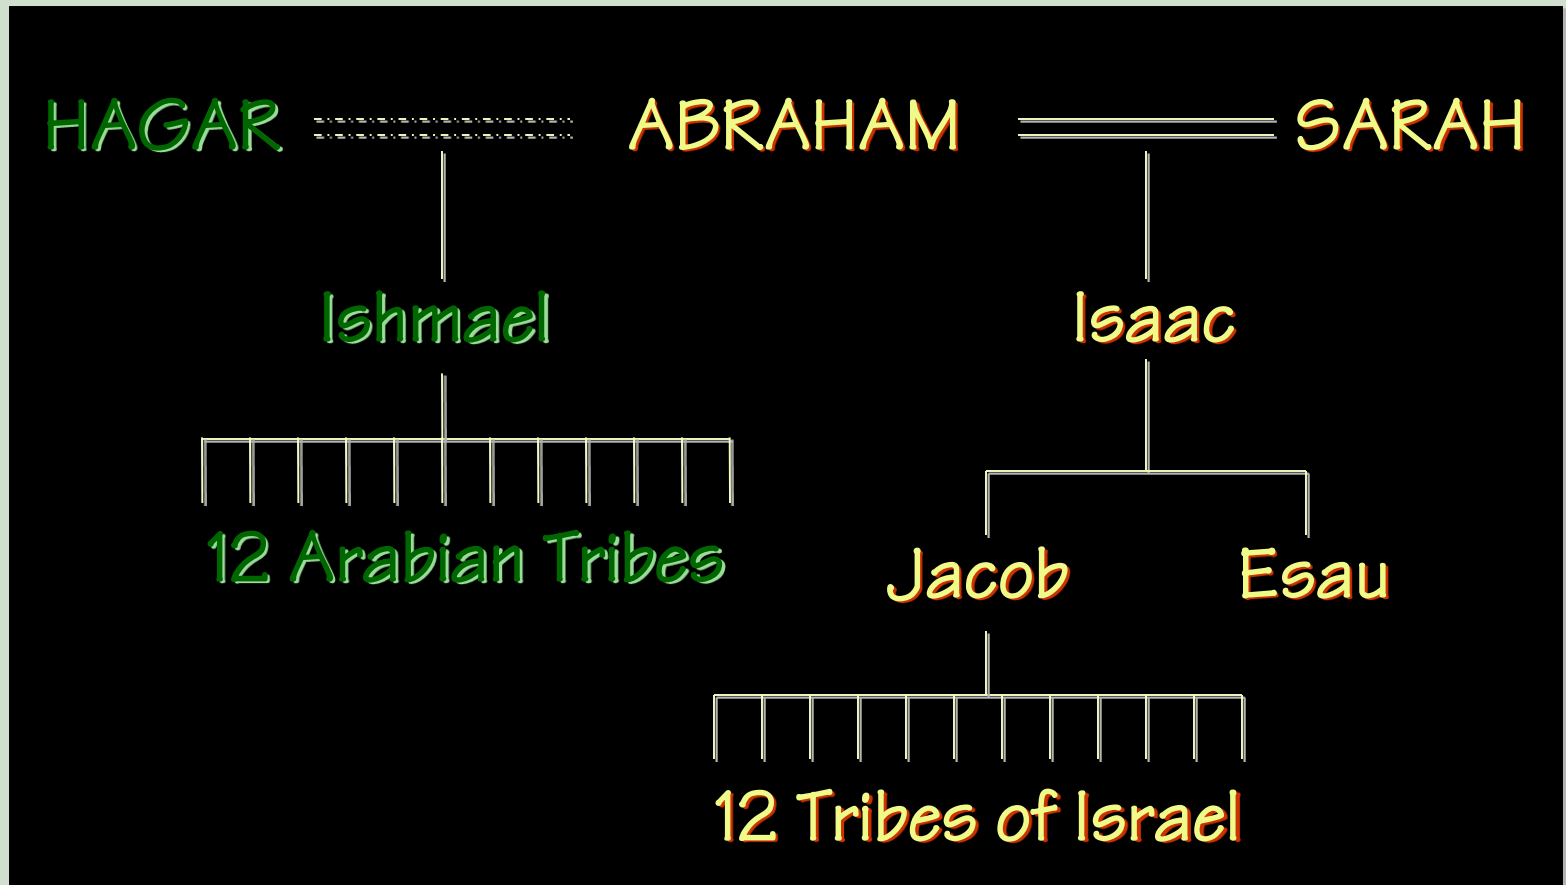 HAGAR ABRAHAM SARAH
Ishmael Isaac
12 Arabian Tribes
Jacob Esau
12 Tribes of Israel